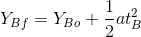 Y_{Bf} = Y_{Bo} + \frac{1}{2}at_B^2